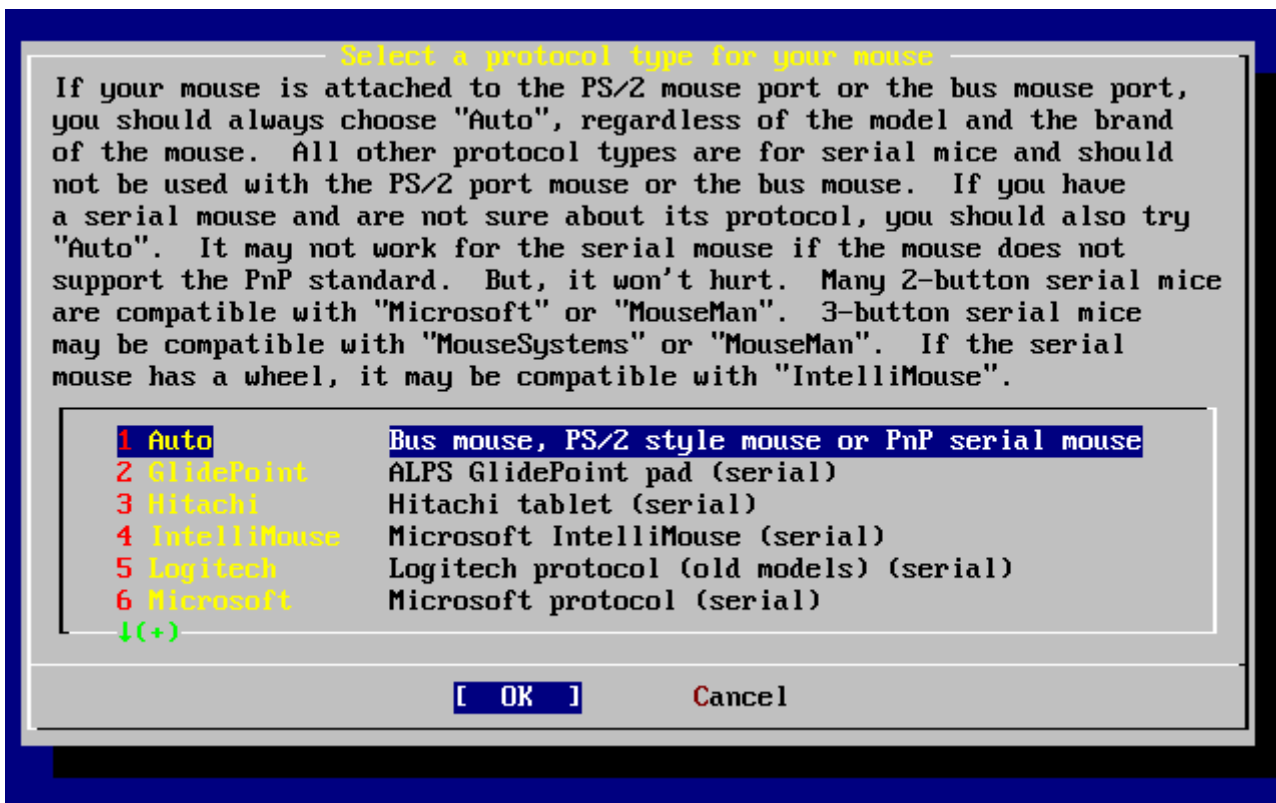 Select a protocol type for your mouse
If your mouse is attached to the PS/2 mouse port or the bus mouse port,
you should always choose "Auto", regardless of the model and the brand
of the mouse.  All other protocol types are for serial mice and should
not be used with the PS/2 port mouse or the bus mouse.  If you have
a serial mouse and are not sure about its protocol, you should also try
"Auto".  It may not work for the serial mouse if the mouse does not
support the PnP standard.  But, it won't hurt.  Many 2-button serial mice
are compatible with "Microsoft" or "MouseMan".  3-button serial mice
may be compatible with "MouseSystems" or "MouseMan".  If the serial
mouse has a wheel, it may be compatible with "IntelliMouse".
1 Auto Bus mouse, PS/2 style mouse or PnP serial mouse
2 GlidePoint ALPS GlidePoint pad (serial)
3 Hitachi Hitachi tablet (serial)
4 IntelliMouse Microsoft IntelliMouse (serial)
5 Logitech Logitech protocol (old models) (serial)
6 Microsoft Microsoft protocol (serial)
↓(+)
[ OK ] Cancel